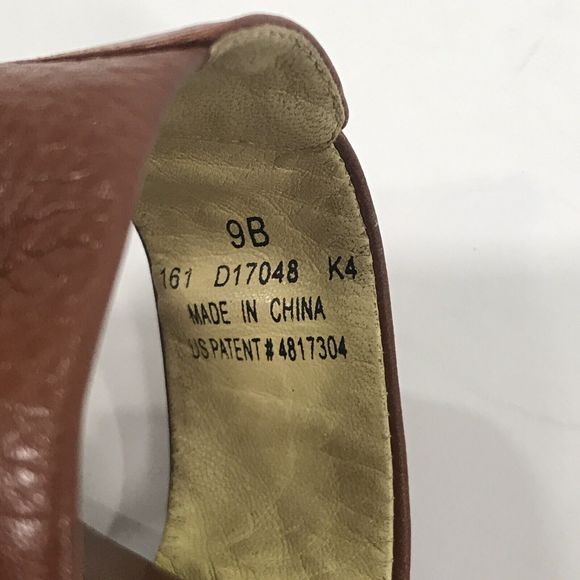 9B
161 D17048 K4
MADE IN CHINA
US PATENT # 4817304